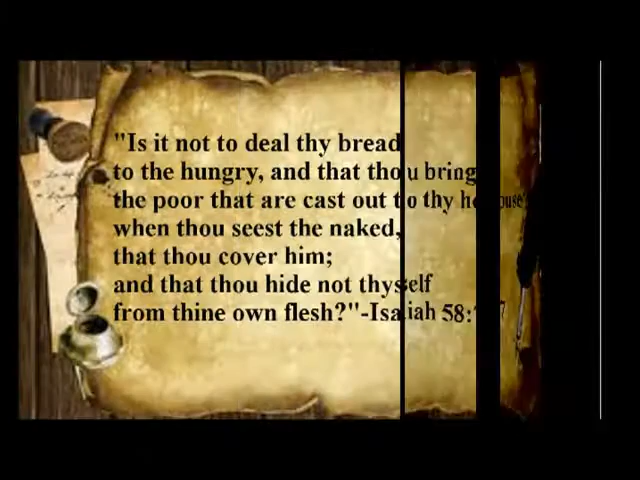 "Is it not to deal thy bread
to the hungry, and that thou bring
the poor that are cast out to thy house
when thou seest the naked,
that thou cover him;
and that thou hide not thyself
from thine own flesh?"-Isaiah 58:7